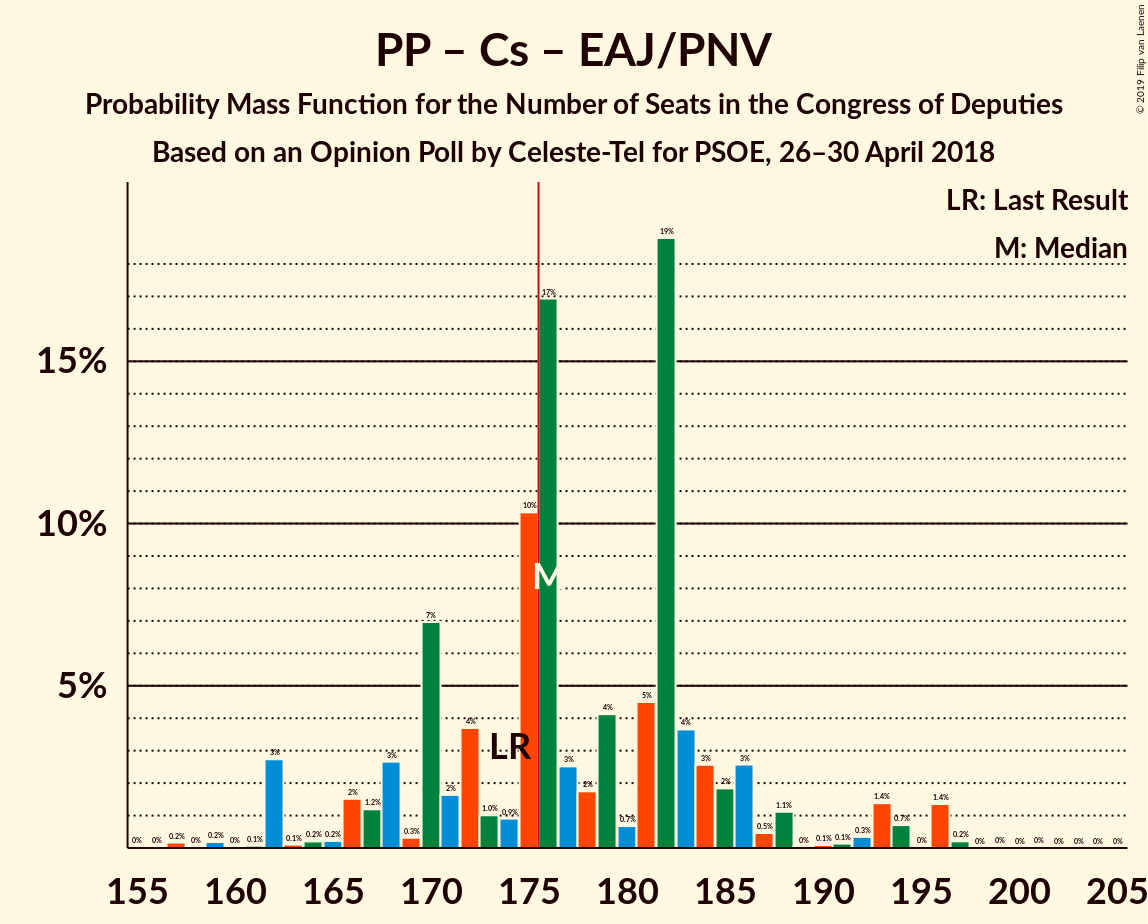 PP – Cs – EAJ/PNV
Probability Mass Function for the Number of Seats in the Congress of Deputies
Based on an Opinion Poll by Celeste-Tel for PSOE, 26–30 April 2018
© 2019 Filip van Laenen
LR: Last Result
M: Median
15%
10%
5%
0% 0% 0.2% 0% 0.2% 0% 0.1% 3% 0.1% 0.2% 0.2% 2% 1.2% 3% 0.3% 7% 2% 4% 1.0% 0.9% 10% 17% 3% 2% 4% 0.7% 5% 19% 4% 3% 2% 3% 0.5% 1.1% 0% 0.1% 0.1% 0.3% 1.4% 0.7% 0% 1.4% 0.2% 0% 0% 0% 0% 0% 0% 0% 0%
LR
M
155 160 165 170 175 180 185 190 195 200 205